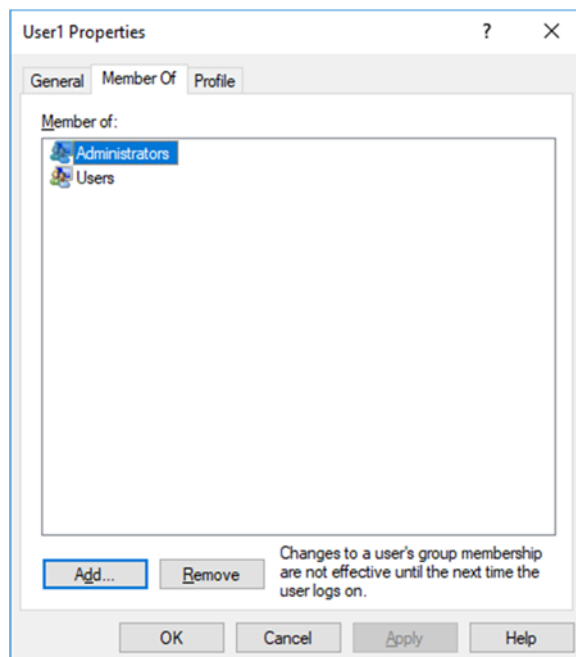 User1 Properties
? ×
General Member Of Profile
Member of:
Administrators
Users
Add... Remove
Changes to a user's group membership
are not effective until the next time the
user logs on.
OK Cancel Apply Help